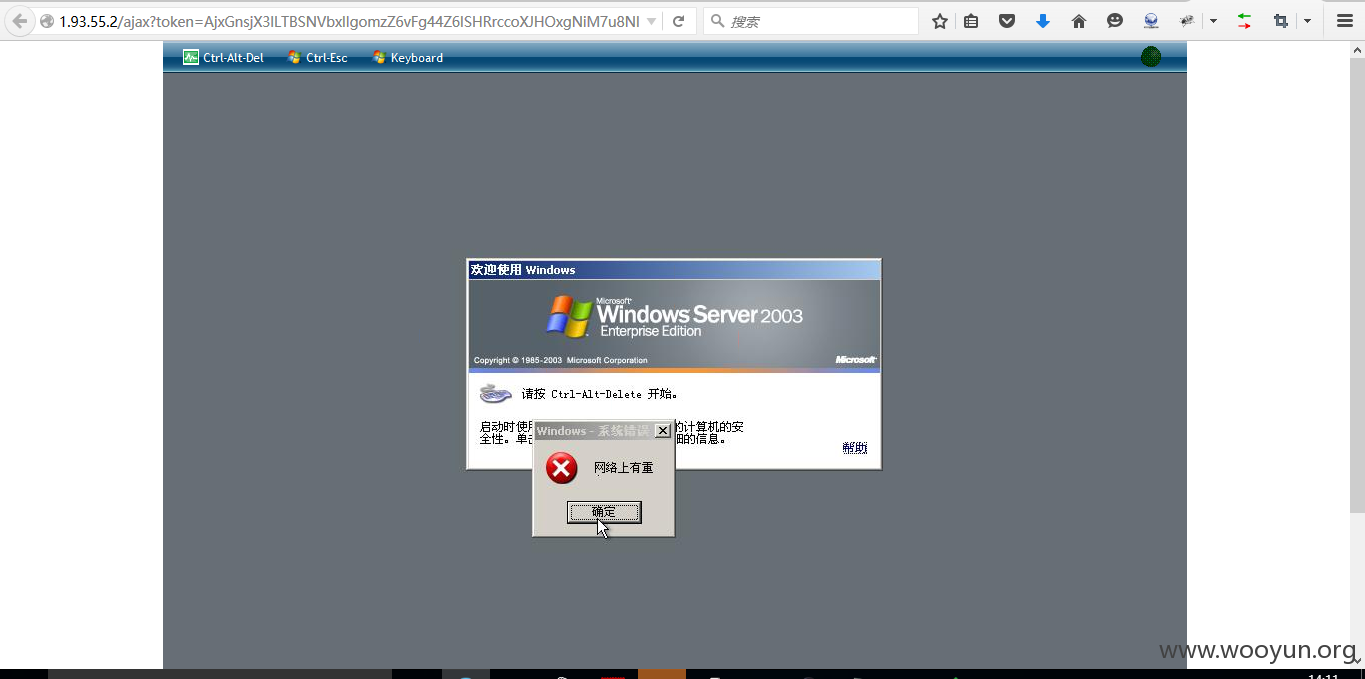 1.93.55.2/ajax?token=AjxGnsjX3ILTBSNVbxIlgomzZ6vFg44Z6ISHRrccoXJHOxgNiM7u8NI
搜索
Ctrl-Alt-Del
Ctrl-Esc
Keyboard
欢迎使用 Windows
Microsoft
Windows Server 2003
Enterprise Edition
Copyright © 1985-2003 Microsoft Corporation
Microsoft
请按 Ctrl-Alt-Delete 开始。
启动时使 的计算机的安
全性。单 细的信息。
帮助
Windows - 系统错误
网络上有重
确定
www.wooyun.org
14:11